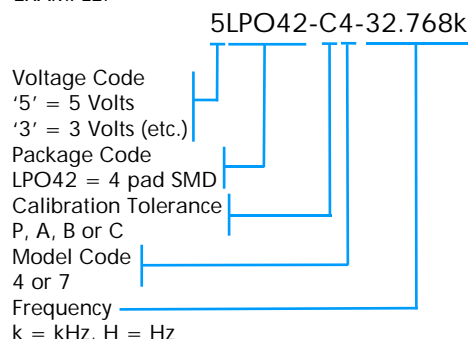 5LPO42-C4-32.768k
Voltage Code
‘5’ = 5 Volts
‘3’ = 3 Volts (etc.)
Package Code
LPO42 = 4 pad SMD
Calibration Tolerance
P, A, B or C
Model Code
4 or 7
Frequency
k = kHz, H = Hz